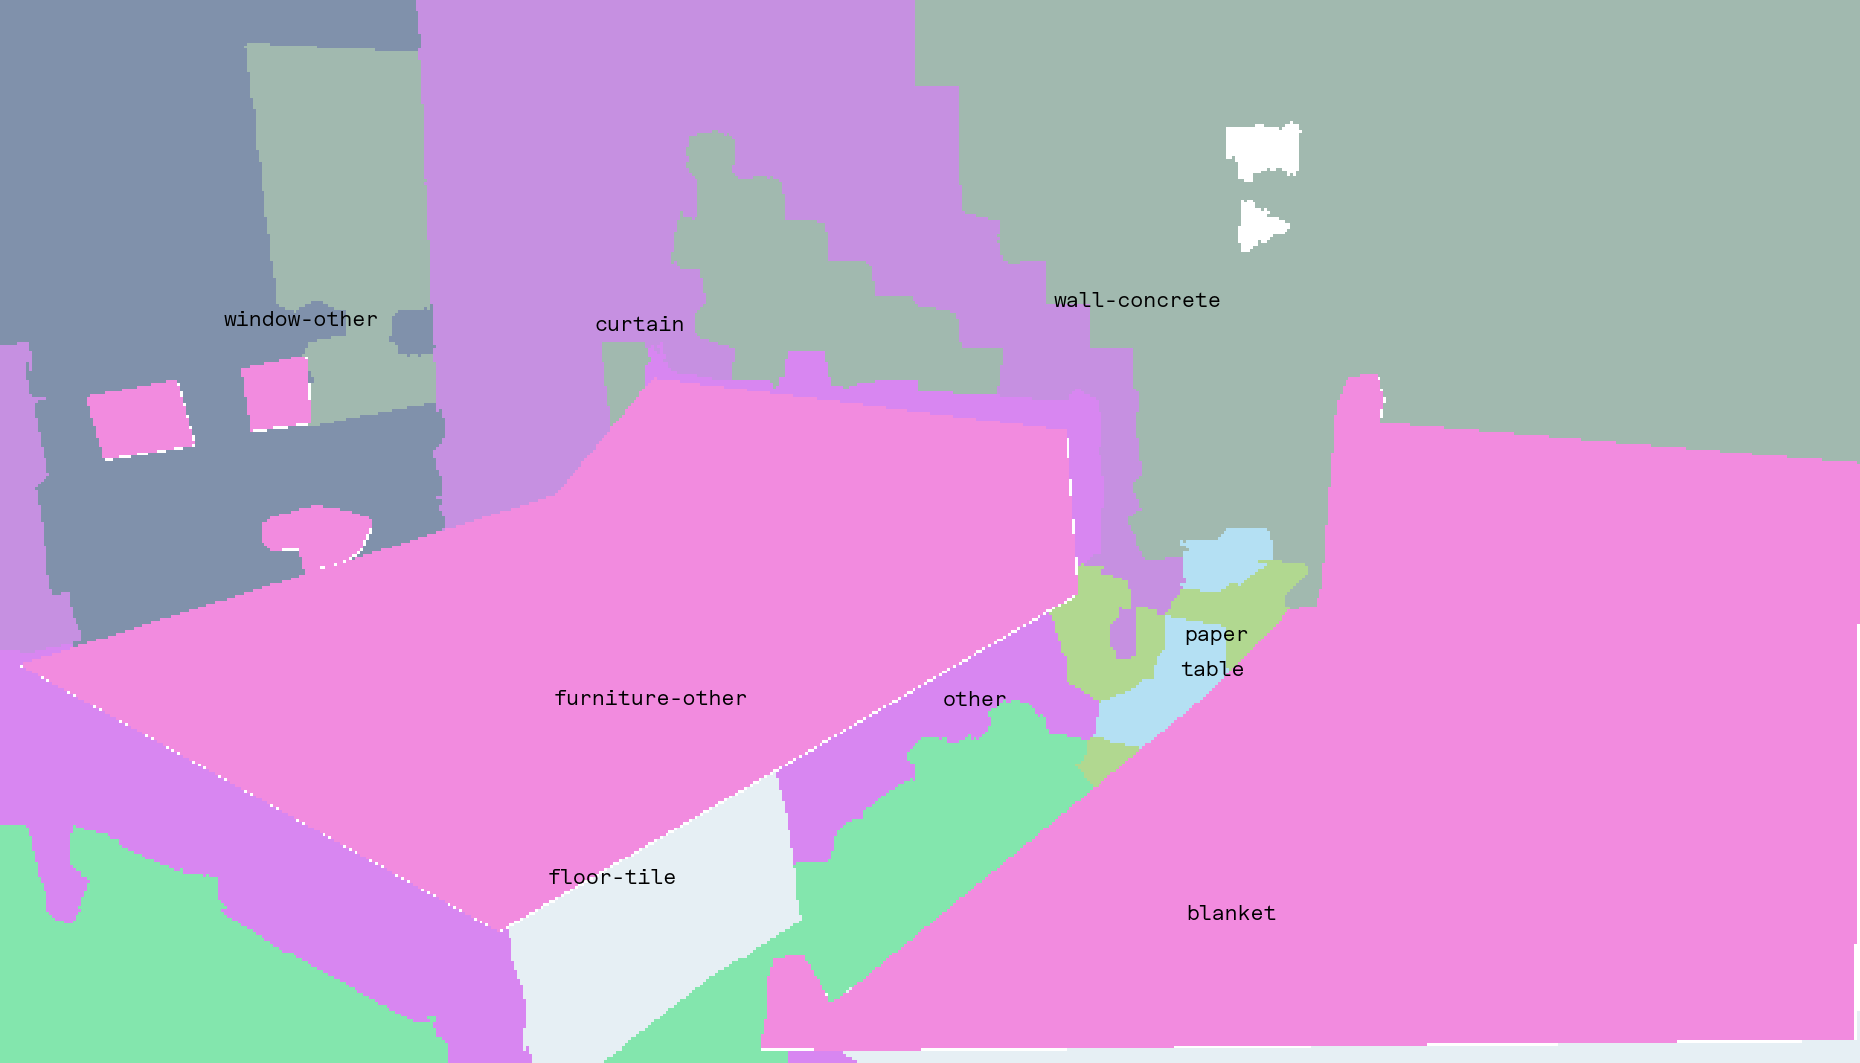 wall-concrete
window-other
curtain
paper
table
furniture-other
other
floor-tile
blanket